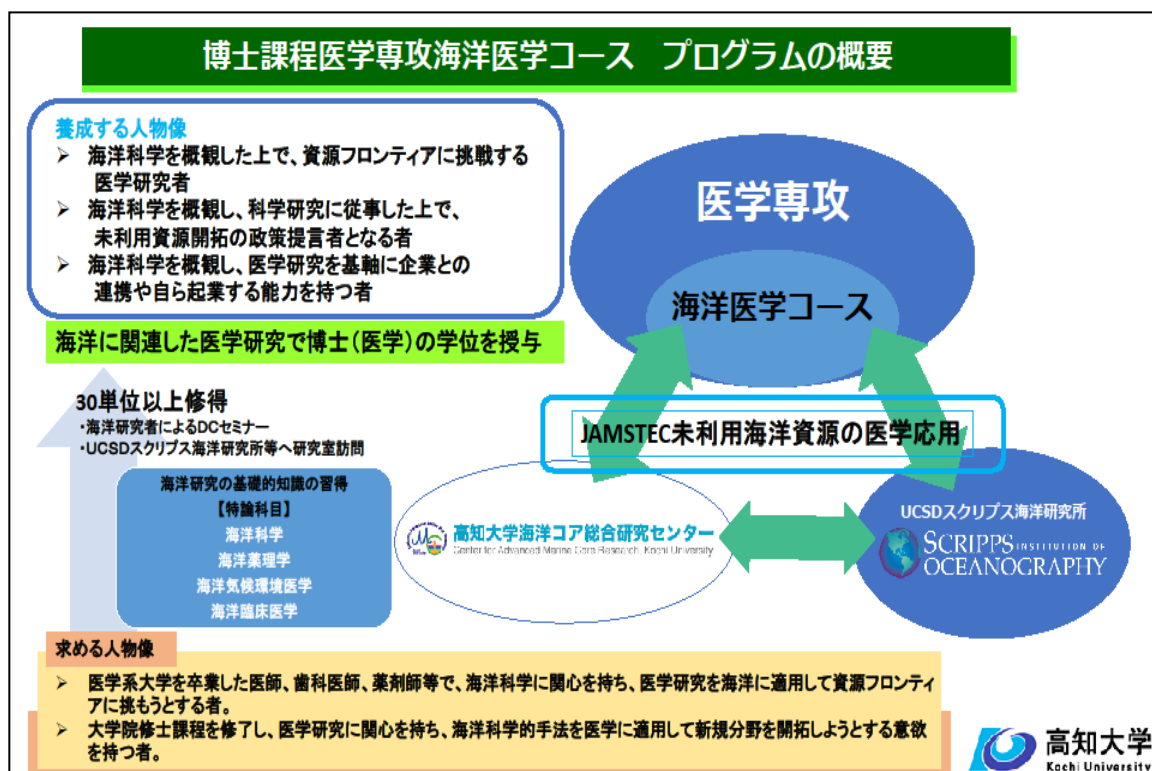 博士課程医学専攻海洋医学コース プログラムの概要
養成する人物像
➢ 海洋科学を概観した上で、資源フロンティアに挑戦する
医学研究者
➢ 海洋科学を概観し、科学研究に従事した上で、
未利用資源開拓の政策提言者となる者
➢ 海洋科学を概観し、医学研究を基軸に企業との
連携や自ら起業する能力を持つ者
海洋に関連した医学研究で博士(医学)の学位を授与
30単位以上修得
・海洋研究者によるDCセミナー
・UCSDスクリプス海洋研究所等へ研究室訪問
海洋研究の基礎的知識の習得
【特論科目】
海洋科学
海洋薬理学
海洋気候環境医学
海洋臨床医学
医学専攻
海洋医学コース
JAMSTEC未利用海洋資源の医学応用
高知大学海洋コア総合研究センター
Center for Advanced Marine Core Research, Kochi University
UCSDスクリプス海洋研究所
SCRIPPS INSTITUTION OF
OCEANOGRAPHY
求める人物像
➢ 医学系大学を卒業した医師、歯科医師、薬剤師等で、海洋科学に関心を持ち、医学研究を海洋に適用して資源フロンティ
アに挑もうとする者。
➢ 大学院修士課程を修了し、医学研究に関心を持ち、海洋科学的手法を医学に適用して新規分野を開拓しようとする意欲
を持つ者。
高知大学
Kochi University